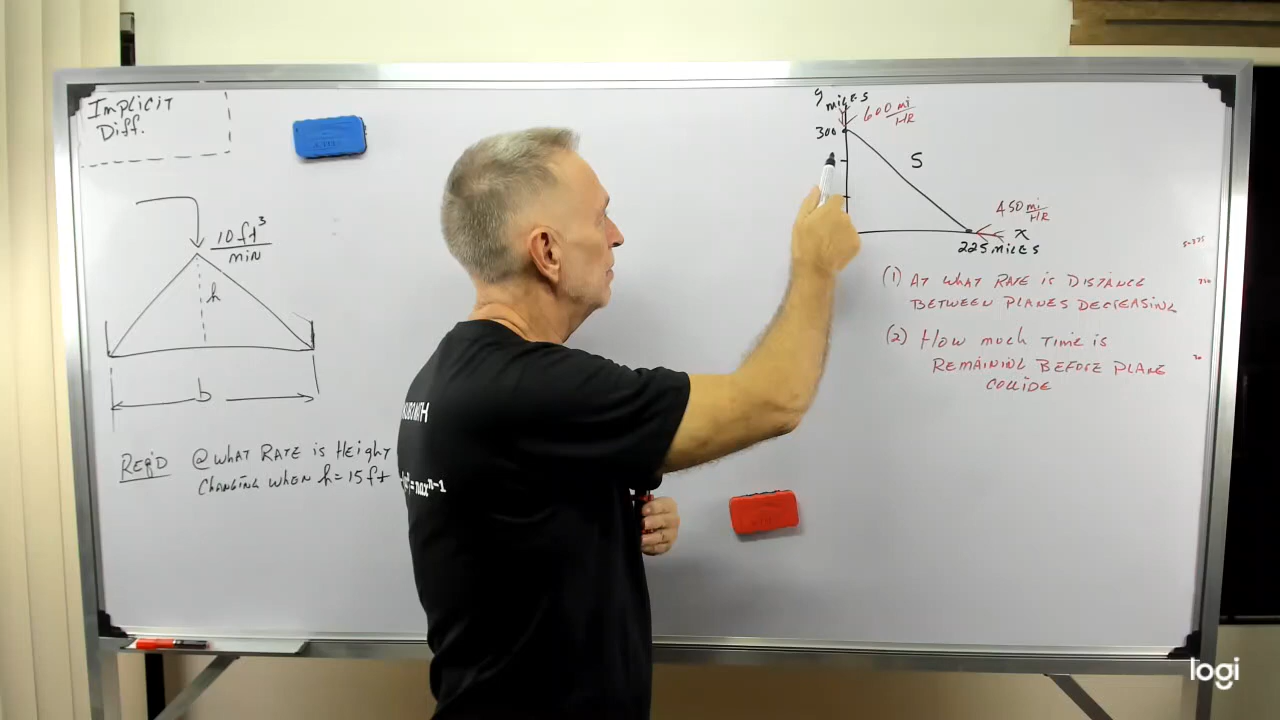 Implicit
Diff.
10 ft³
min
h
b
Req'd @ what rate is height
changing when h = 15 ft
y miles
600 mi
HR
300
S
450 mi
HR
x
225 miles
(1) At what rate is distance
between planes decreasing
(2) How much time is
remaining before plane
collide
= nax^n-1
logi